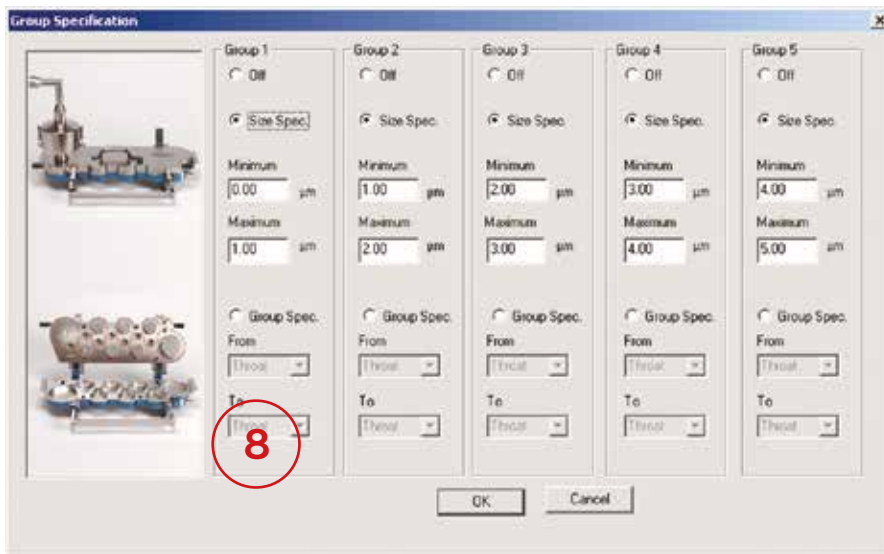 Group Specification
Group 1 Group 2 Group 3 Group 4 Group 5
Off Off Off Off Off
Size Spec. Size Spec. Size Spec. Size Spec. Size Spec.
Minimum Minimum Minimum Minimum Minimum
0.00 µm 1.00 µm 2.00 µm 3.00 µm 4.00 µm
Maximum Maximum Maximum Maximum Maximum
1.00 µm 2.00 µm 3.00 µm 4.00 µm 5.00 µm
Group Spec. Group Spec. Group Spec. Group Spec. Group Spec.
From From From From From
Throat Throat Throat Throat Throat
To To To To To
Throat Throat Throat Throat Throat
8
OK Cancel